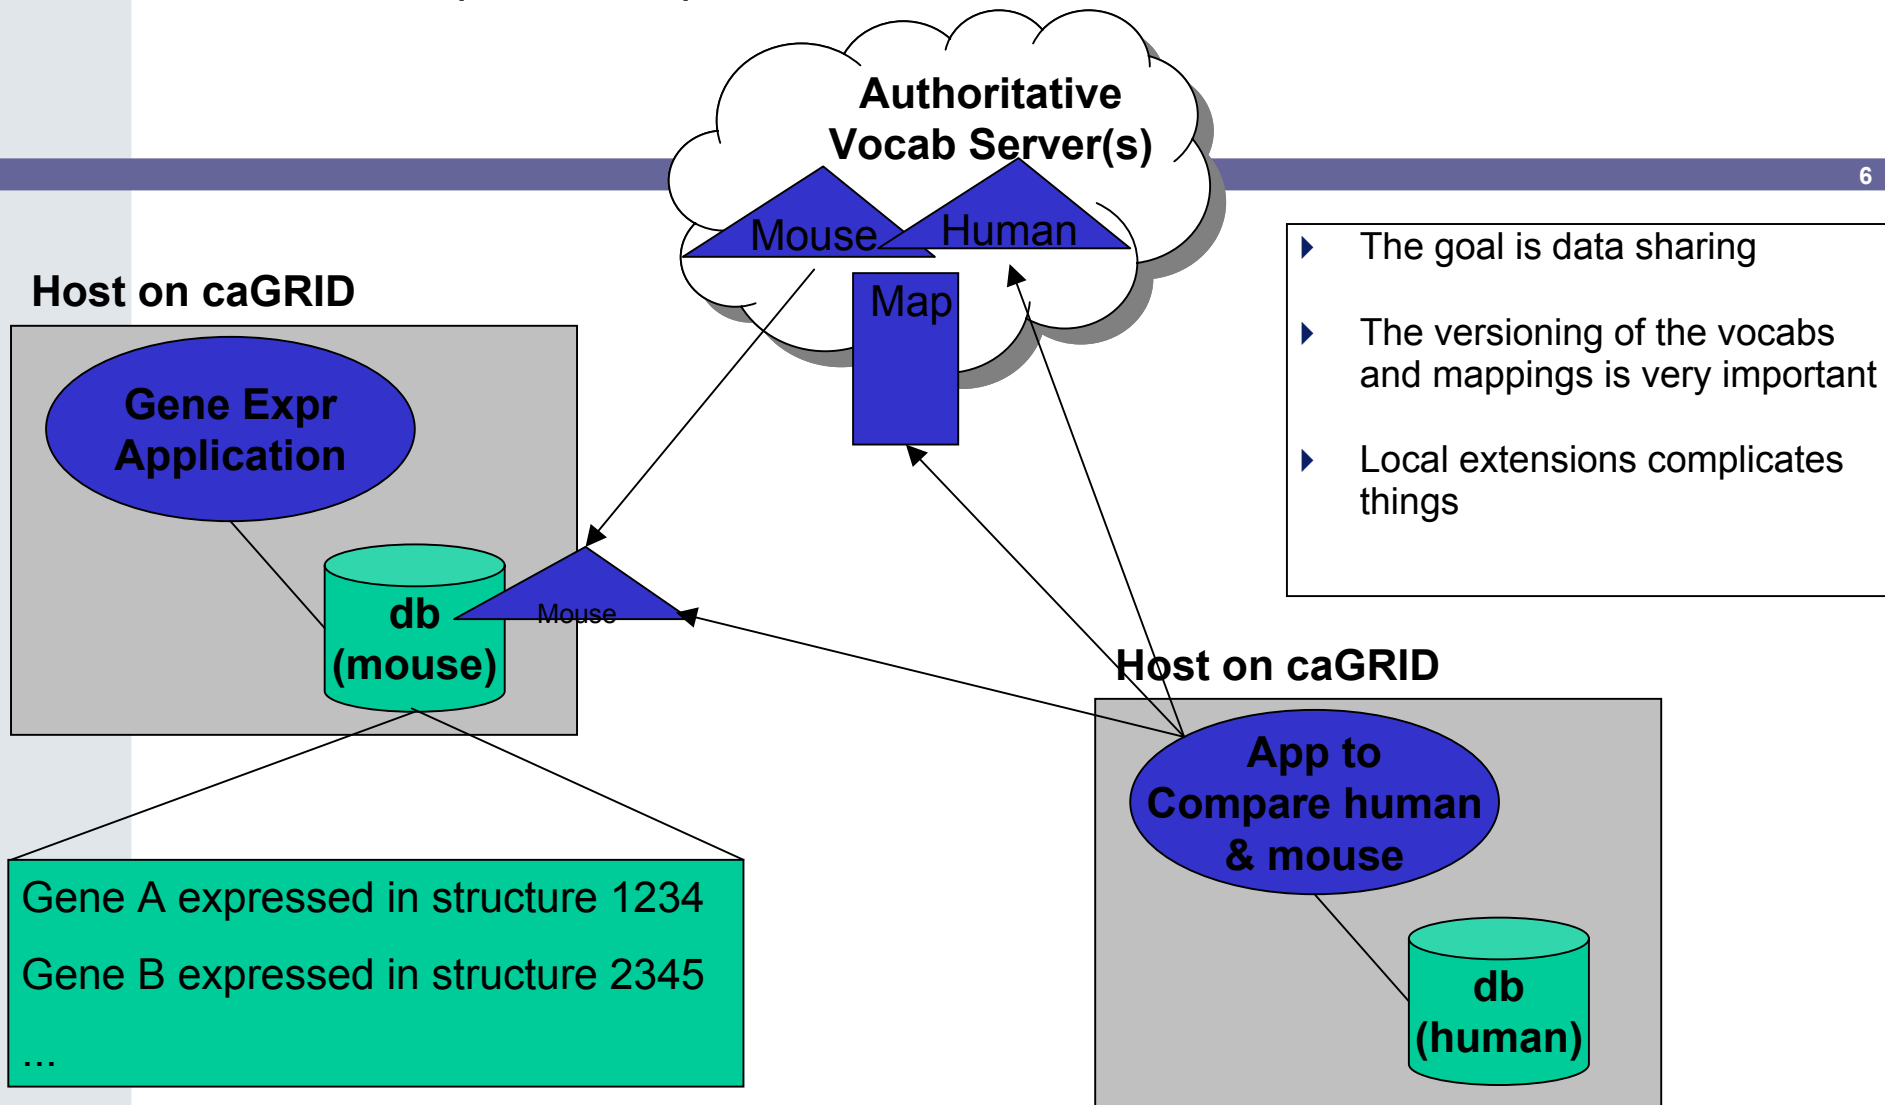 Authoritative
Vocab Server(s)
6
Mouse
Human
Map
The goal is data sharing
The versioning of the vocabs
and mappings is very important
Local extensions complicates
things
Host on caGRID
Gene Expr
Application
db
(mouse)
Mouse
Gene A expressed in structure 1234
Gene B expressed in structure 2345
...
Host on caGRID
App to
Compare human
& mouse
db
(human)